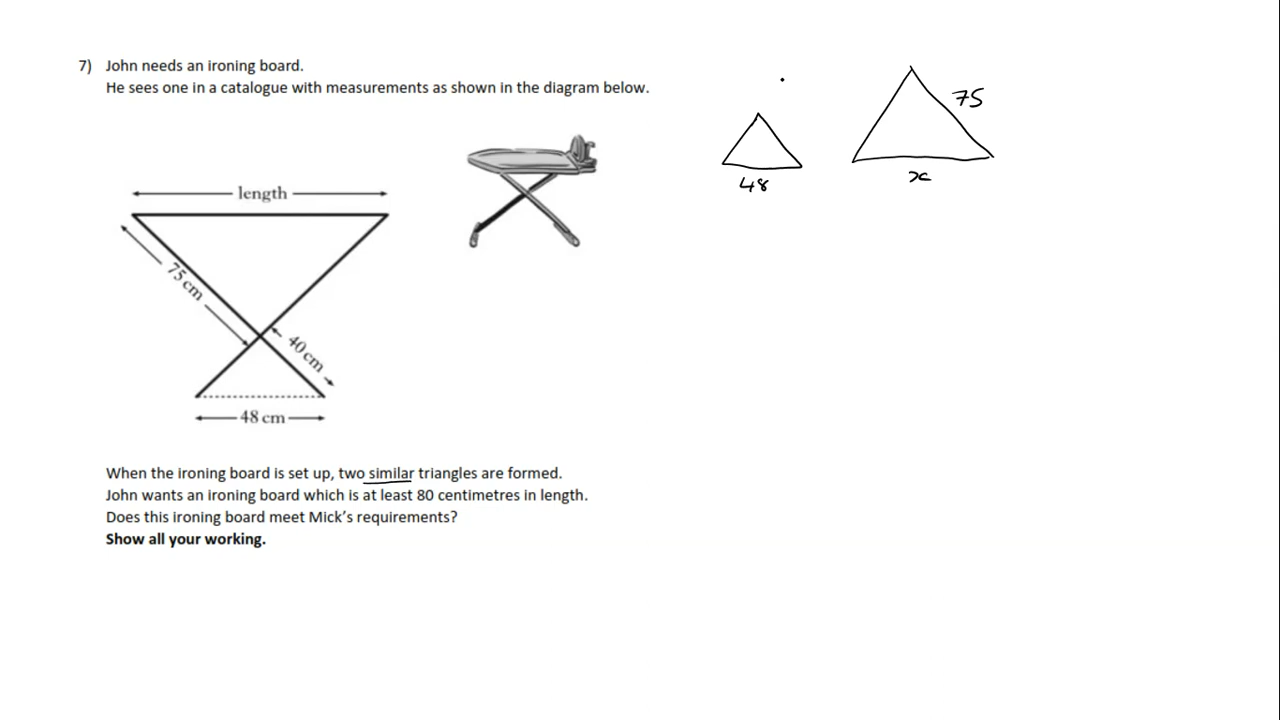 7) John needs an ironing board.
He sees one in a catalogue with measurements as shown in the diagram below.
length
75 cm
40 cm
48 cm
48
75
x
When the ironing board is set up, two similar triangles are formed.
John wants an ironing board which is at least 80 centimetres in length.
Does this ironing board meet Mick's requirements?
Show all your working.